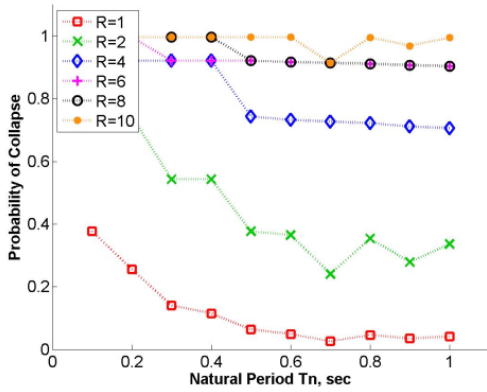 R=1
R=2
R=4
R=6
R=8
R=10
1
0.8
0.6
0.4
0.2
0
Probability of Collapse
0 0.2 0.4 0.6 0.8 1
Natural Period Tn, sec